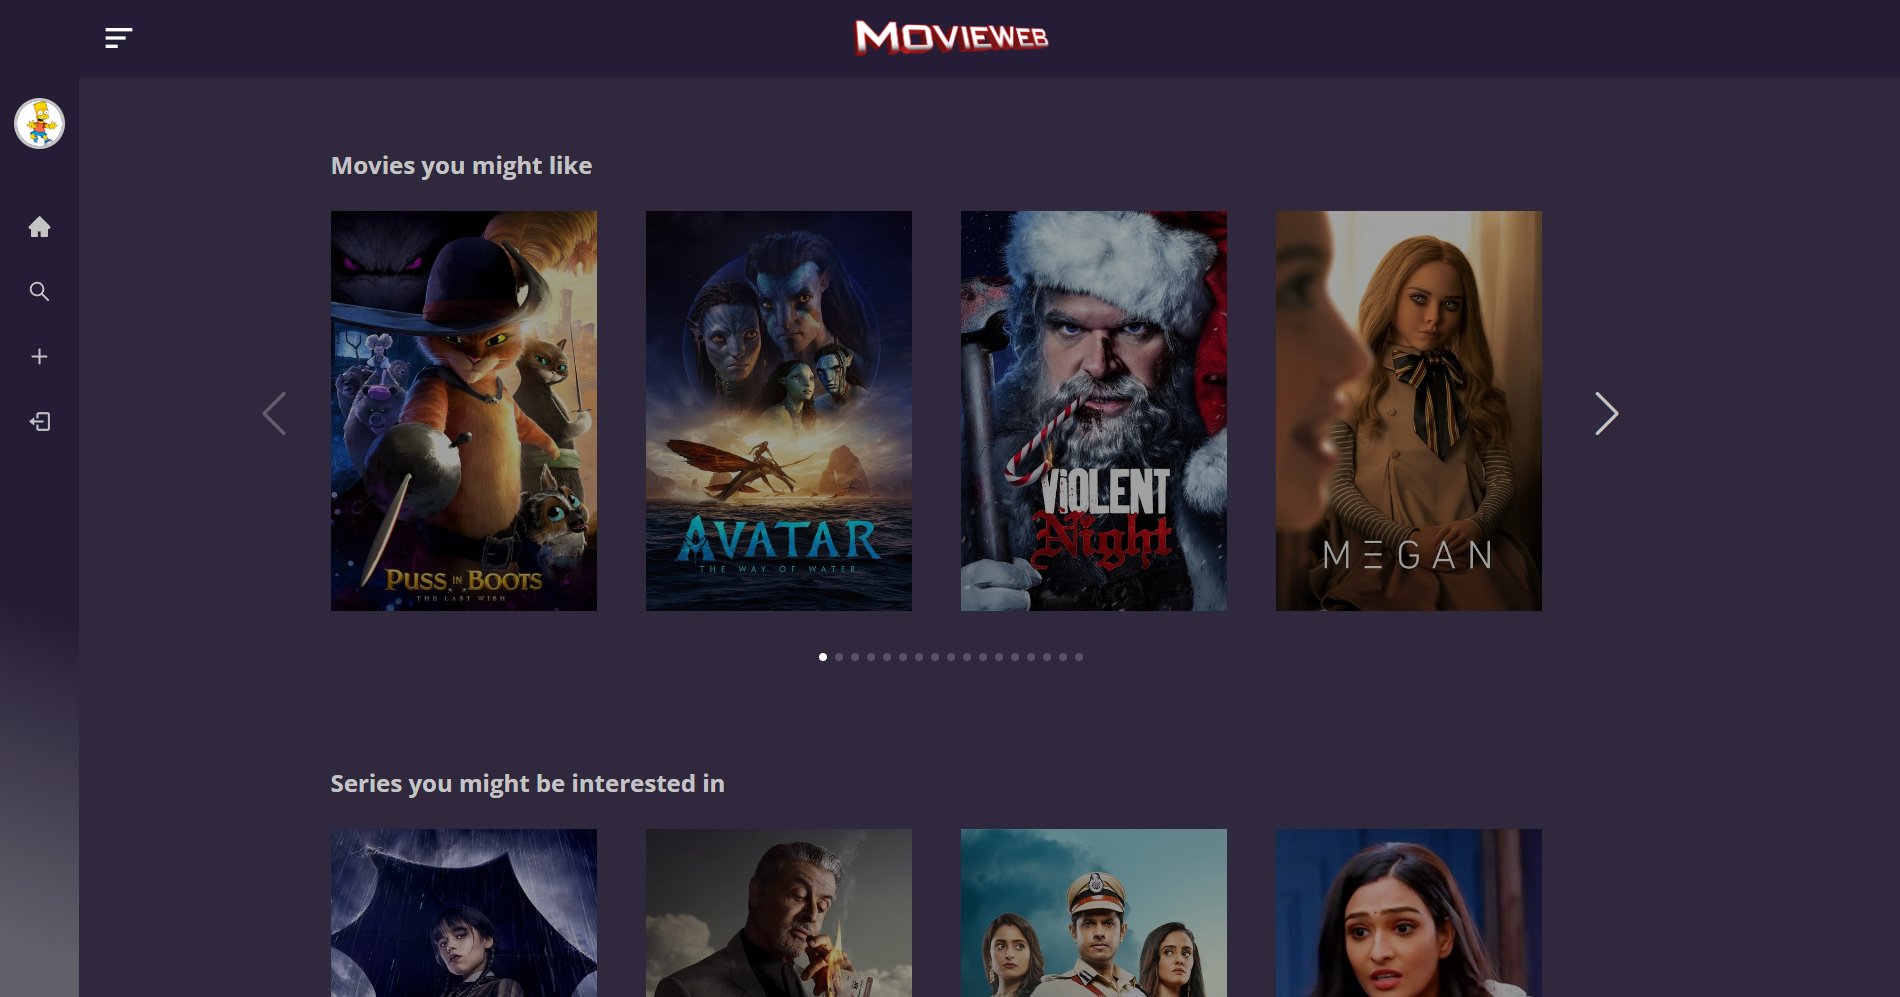 MOVIEWEB
Movies you might like
PUSS IN BOOTS
THE LAST WISH
AVATAR
THE WAY OF WATER
VIOLENT
Night
MEGAN
Series you might be interested in